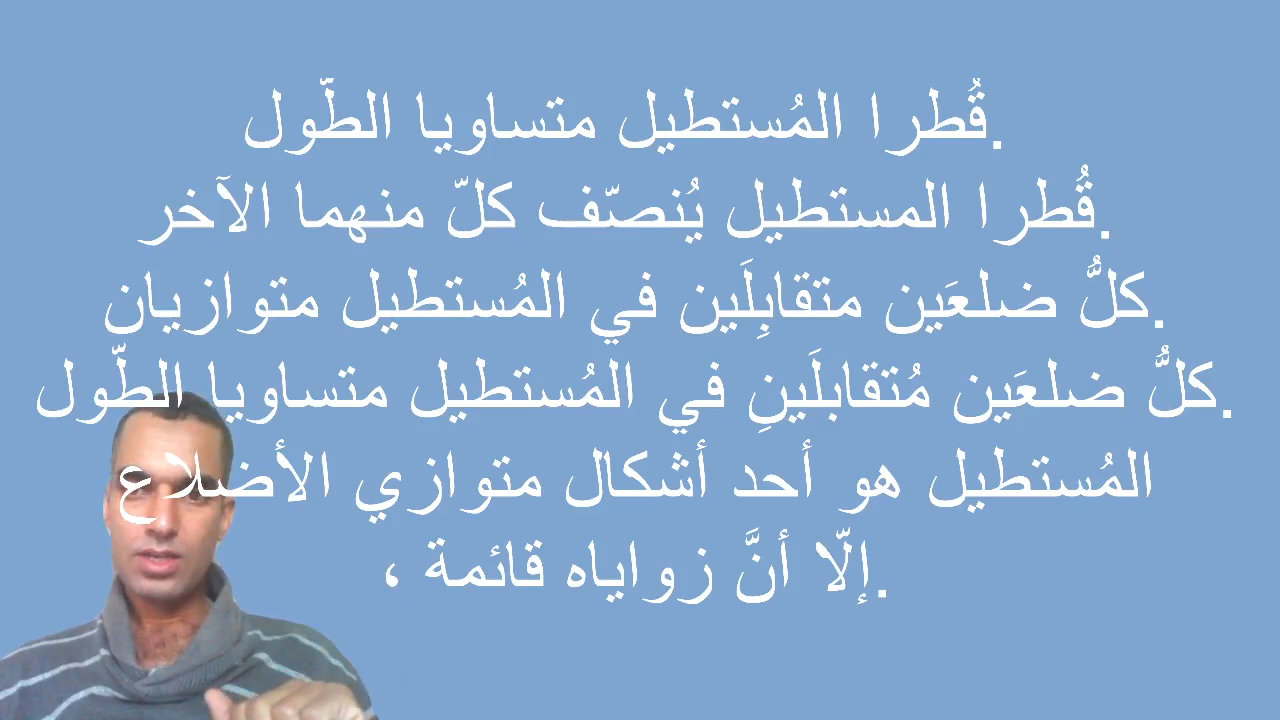 قُطرا المُستطيل متساويا الطّول.
قُطرا المستطيل يُنصّف كلّ منهما الآخر.
كلُّ ضلعَين متقابِلَين في المُستطيل متوازيان.
كلُّ ضلعَين مُتقابلَينِ في المُستطيل متساويا الطّول.
المُستطيل هو أحد أشكال متوازي الأضلاع
إلّا أنَّ زواياه قائمة ،.